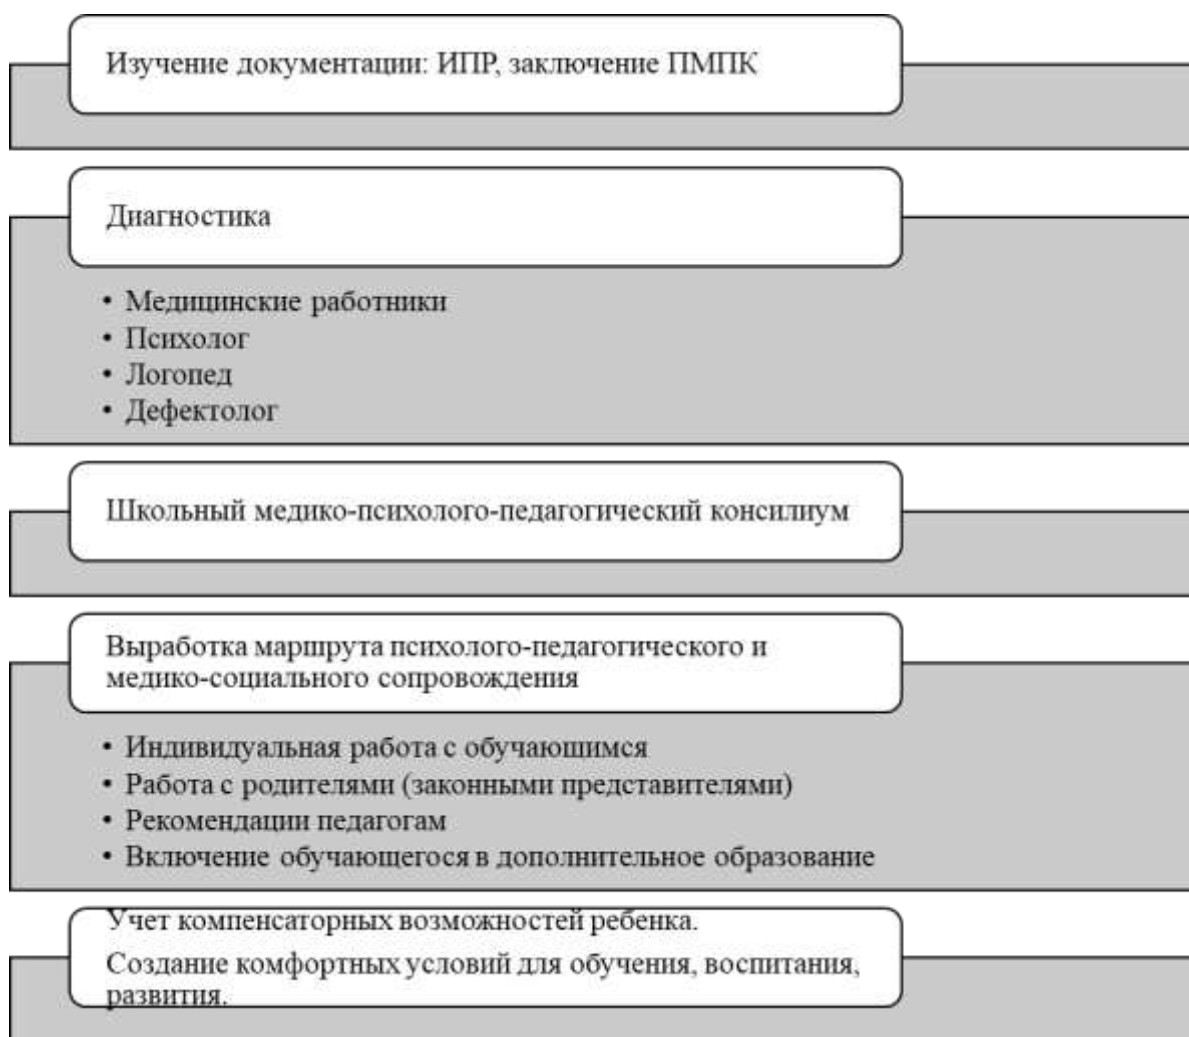 Изучение документации: ИПР, заключение ПМПК
Диагностика
• Медицинские работники
• Психолог
• Логопед
• Дефектолог
Школьный медико-психолого-педагогический консилиум
Выработка маршрута психолого-педагогического и
медико-социального сопровождения
• Индивидуальная работа с обучающимся
• Работа с родителями (законными представителями)
• Рекомендации педагогам
• Включение обучающегося в дополнительное образование
Учет компенсаторных возможностей ребенка.
Создание комфортных условий для обучения, воспитания,
развития.